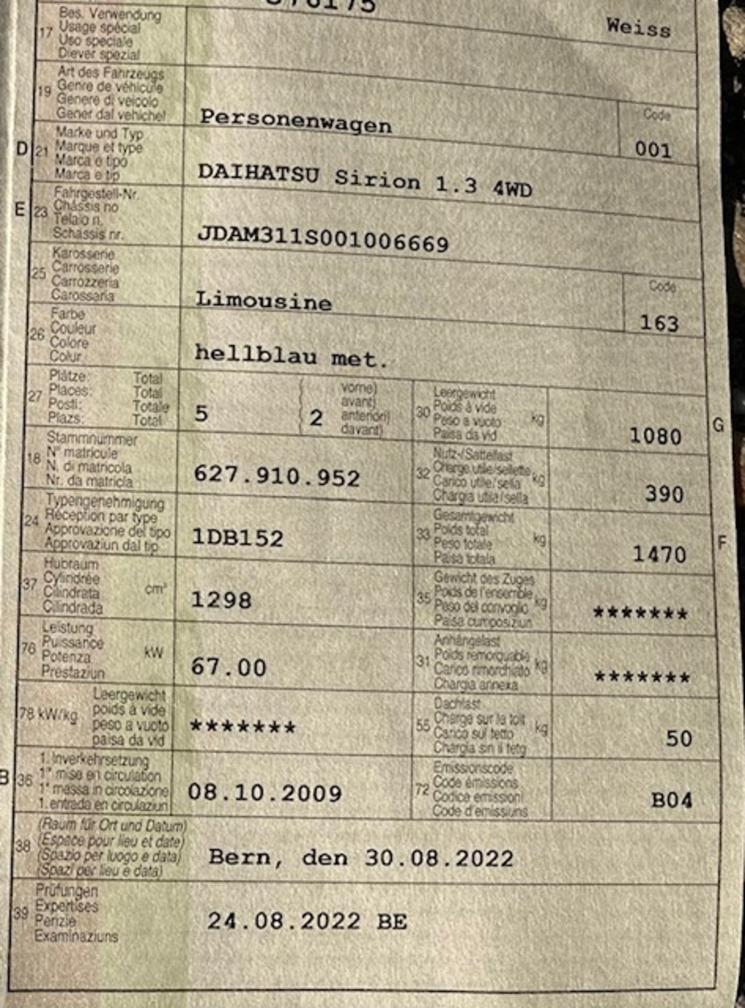 Weiss
17 Bes. Verwendung
Usage spécial
Uso speciale
Diever spezial
19 Art des Fahrzeugs
Genre de véhicule
Genere di veicolo
Gener dal vehichel
Personenwagen
Code
001
D 21 Marke und Typ
Marque et type
Marca e tipo
Marca e tip
DAIHATSU Sirion 1.3 4WD
E 23 Fahrgestell-Nr.
Châssis no
Telaio n.
Schassis nr.
JDAM311S001006669
25 Karosserie
Carrosserie
Carrozzeria
Carossaria
Limousine
Code
163
26 Farbe
Couleur
Colore
Colur
hellblau met.
27 Plätze: Total
Places: Total
Posti: Totale
Plazs: Total
5
2
vorne)
avant)
anteriori)
davant)
30 Leergewicht
Poids à vide
Peso a vuoto
Paisa da vid
kg
1080
G
18 Stammnummer
N° matricule
N. di matricola
Nr. da matricla
627.910.952
32 Nutz-/Sattellast
Charge utile/sellette
Carico utile/sella
Chargia utila/sella
kg
390
24 Typengenehmigung
Réception par type
Approvazione del tipo
Approvaziun dal tip
1DB152
33 Gesamtgewicht
Poids total
Peso totale
Paisa totala
kg
1470
F
37 Hubraum
Cylindrée
Cilindrata
Cilindrada
cm³
1298
35 Gewicht des Zuges
Poids de l'ensemble
Peso del convoglio
Paisa cumposiziun
kg
*******
76 Leistung
Puissance
Potenza
Prestaziun
kW
67.00
31 Anhängelast
Poids remorquable
Carico rimorchiato
Chargia annexa
kg
*******
78 kW/kg
Leergewicht
poids à vide
peso a vuoto
paisa da vid
*******
55 Dachlast
Charge sur le toit
Carico sul tetto
Chargia sin il tetg
kg
50
B 36 1. Inverkehrsetzung
1re mise en circulation
1a messa in circolazione
1. entrada en circulaziun
08.10.2009
72 Emissionscode
Code émissions
Codice emissioni
Code d'emissiuns
B04
38 (Raum für Ort und Datum)
(Espace pour lieu et date)
(Spazio per luogo e data)
(Spazi per lieu e data)
Bern, den 30.08.2022
39 Prüfungen
Expertises
Perizie
Examinaziuns
24.08.2022 BE